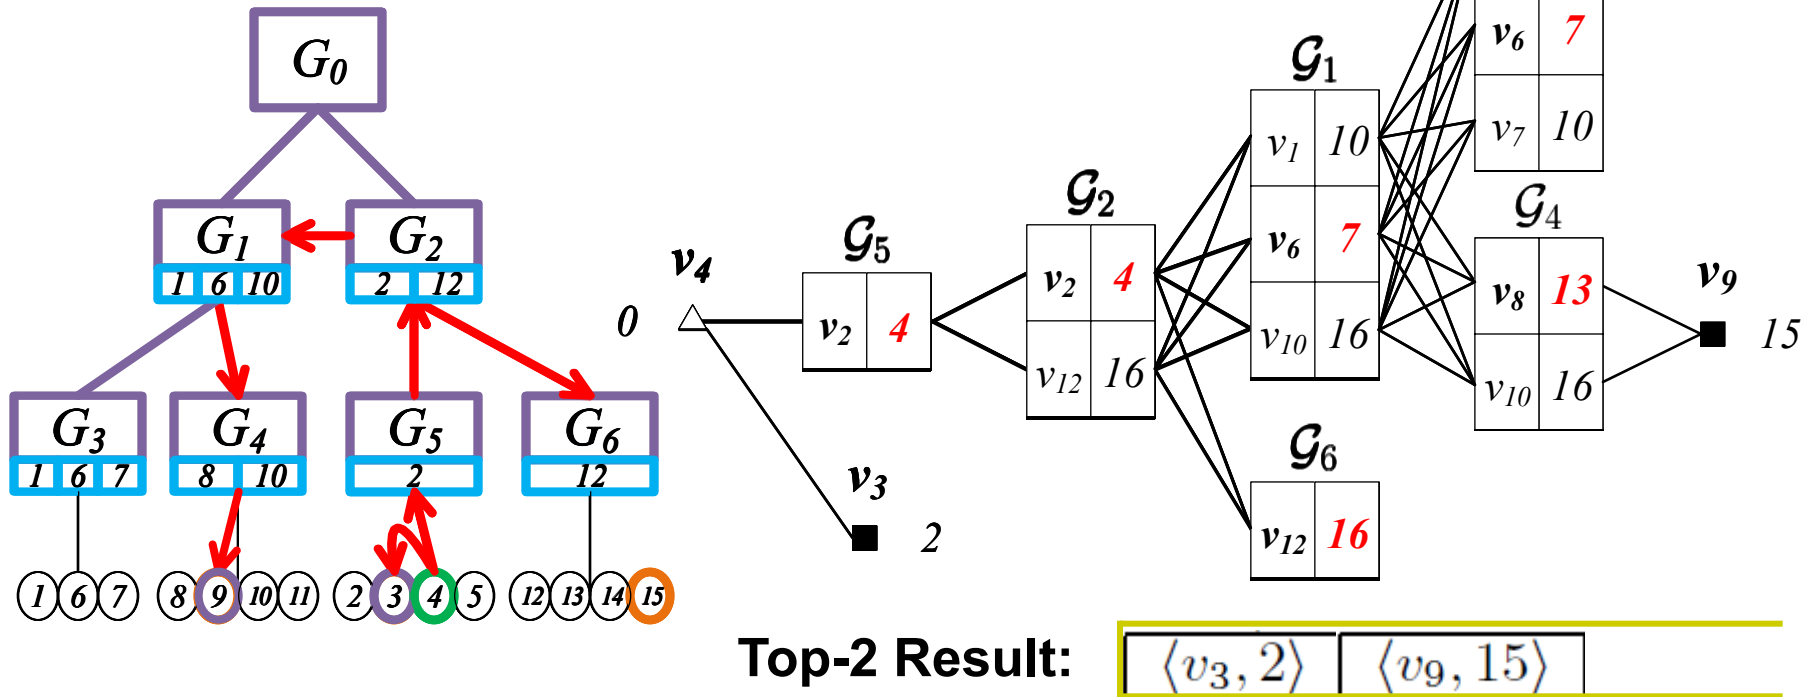 G0
G1
1 6 10
G2
2 12
G3
1 6 7
G4
8 10
G5
2
G6
12
1 6 7
8 9 10 11
2 3 4 5
12 13 14 15
0
v4
G5
v2 4
v3
2
G2
v2 4
v12 16
G1
v1 10
v6 7
v10 16
G6
v12 16
v6 7
v7 10
G4
v8 13
v10 16
v9
15
Top-2 Result: ⟨v3, 2⟩ ⟨v9, 15⟩